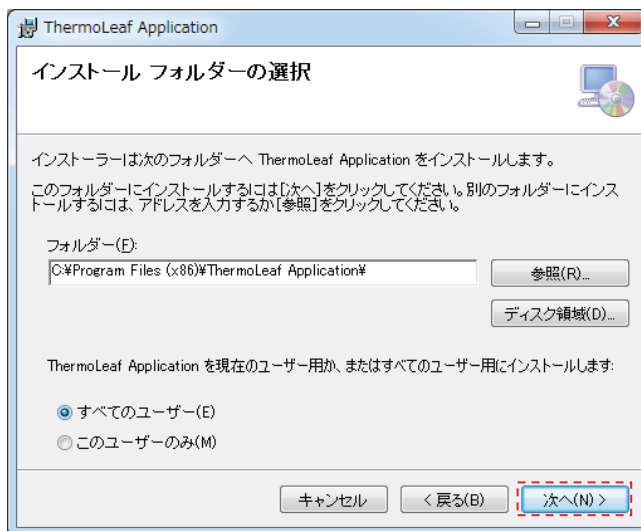 ThermoLeaf Application
インストール フォルダーの選択
インストーラーは次のフォルダーへ ThermoLeaf Application をインストールします。
このフォルダーにインストールするには[次へ]をクリックしてください。別のフォルダーにインス
トールするには、アドレスを入力するか[参照]をクリックしてください。
フォルダー(F):
C:¥Program Files (x86)¥ThermoLeaf Application¥
参照(R)...
ディスク領域(D)...
ThermoLeaf Application を現在のユーザー用か、またはすべてのユーザー用にインストールします:
すべてのユーザー(E)
このユーザーのみ(M)
キャンセル
< 戻る(B)
次へ(N) >